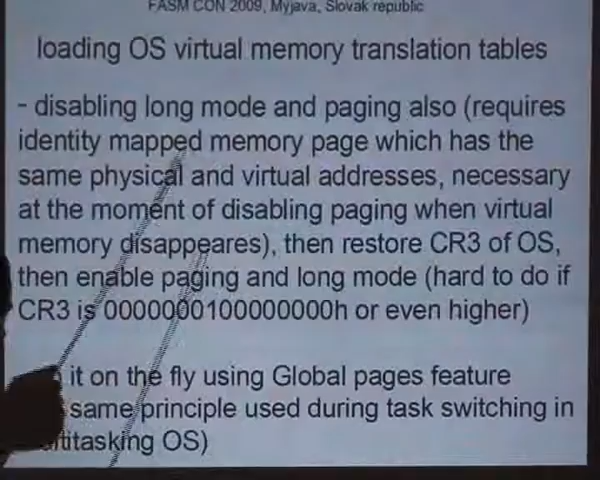 FASM CON 2009, Myjava, Slovak republic
loading OS virtual memory translation tables
- disabling long mode and paging also (requires
identity mapped memory page which has the
same physical and virtual addresses, necessary
at the moment of disabling paging when virtual
memory disappeares), then restore CR3 of OS,
then enable paging and long mode (hard to do if
CR3 is 0000000100000000h or even higher)
it on the fly using Global pages feature
same principle used during task switching in
titasking OS)